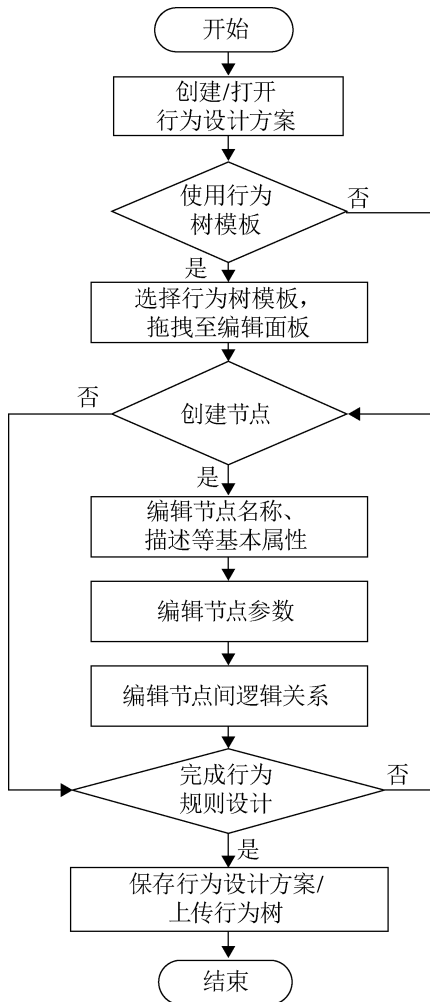 开始
创建/打开
行为设计方案
使用行为
树模板
否
是
选择行为树模板，
拖拽至编辑面板
否
创建节点
是
编辑节点名称、
描述等基本属性
编辑节点参数
编辑节点间逻辑关系
完成行为
规则设计
否
是
保存行为设计方案/
上传行为树
结束